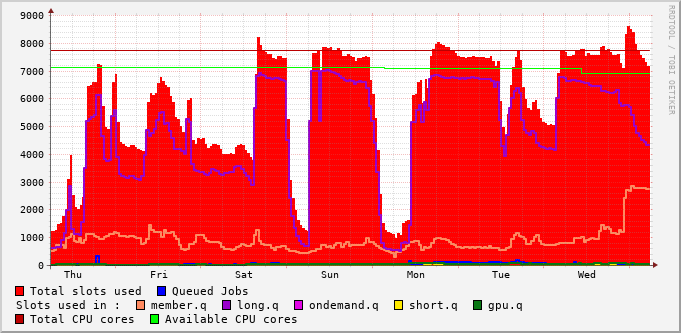 9000
8000
7000
6000
5000
4000
3000
2000
1000
0
Thu Fri Sat Sun Mon Tue Wed
RRDTOOL / TOBI OETIKER
Total slots used Queued Jobs
Slots used in : member.q long.q ondemand.q short.q gpu.q
Total CPU cores Available CPU cores